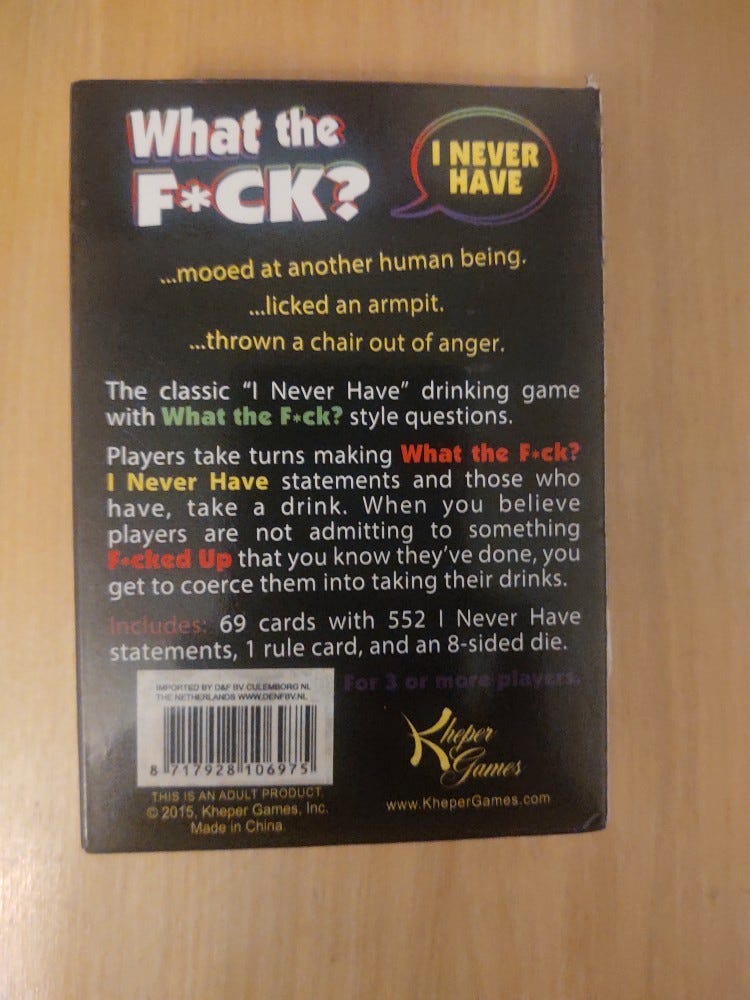 What the
F*CK?
I NEVER
HAVE
...mooed at another human being.
...licked an armpit.
...thrown a chair out of anger.
The classic "I Never Have" drinking game
with What the F*ck? style questions.
Players take turns making What the F*ck?
I Never Have statements and those who
have, take a drink. When you believe
players are not admitting to something
F*cked Up that you know they've done, you
get to coerce them into taking their drinks.
Includes: 69 cards with 552 I Never Have
statements, 1 rule card, and an 8-sided die.
For 3 or more players.
IMPORTED BY D&F BV CULEMBORG NL
THE NETHERLANDS WWW.DENFBV.NL
8 717928 106975
THIS IS AN ADULT PRODUCT.
© 2015, Kheper Games, Inc.
Made in China
Kheper
Games
www.KheperGames.com